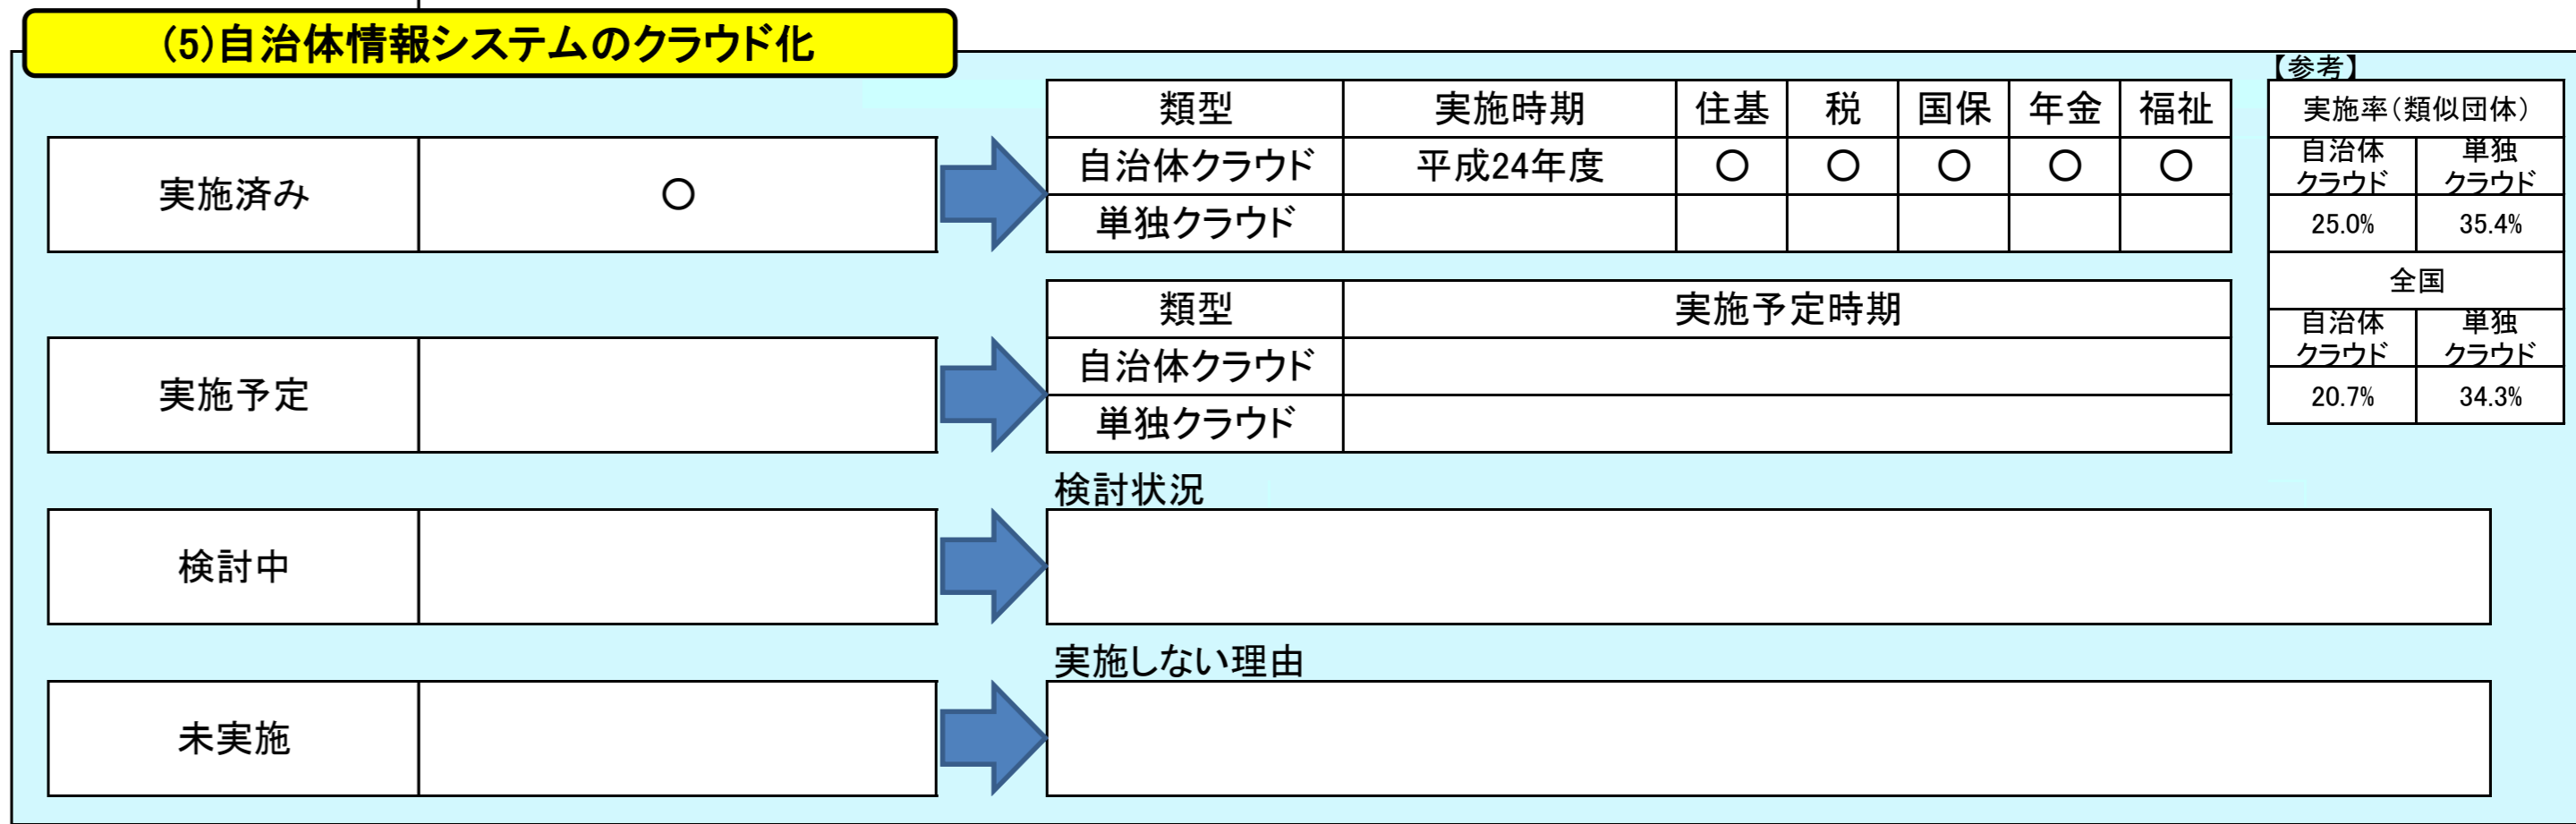 (5)自治体情報システムのクラウド化
【参考】
類型 実施時期 住基 税 国保 年金 福祉
実施済み 〇
自治体クラウド 平成24年度 〇 〇 〇 〇 〇
単独クラウド
実施率(類似団体)
自治体クラウド 単独クラウド
25.0% 35.4%
全国
自治体クラウド 単独クラウド
20.7% 34.3%
類型 実施予定時期
実施予定
自治体クラウド
単独クラウド
検討状況
検討中
実施しない理由
未実施